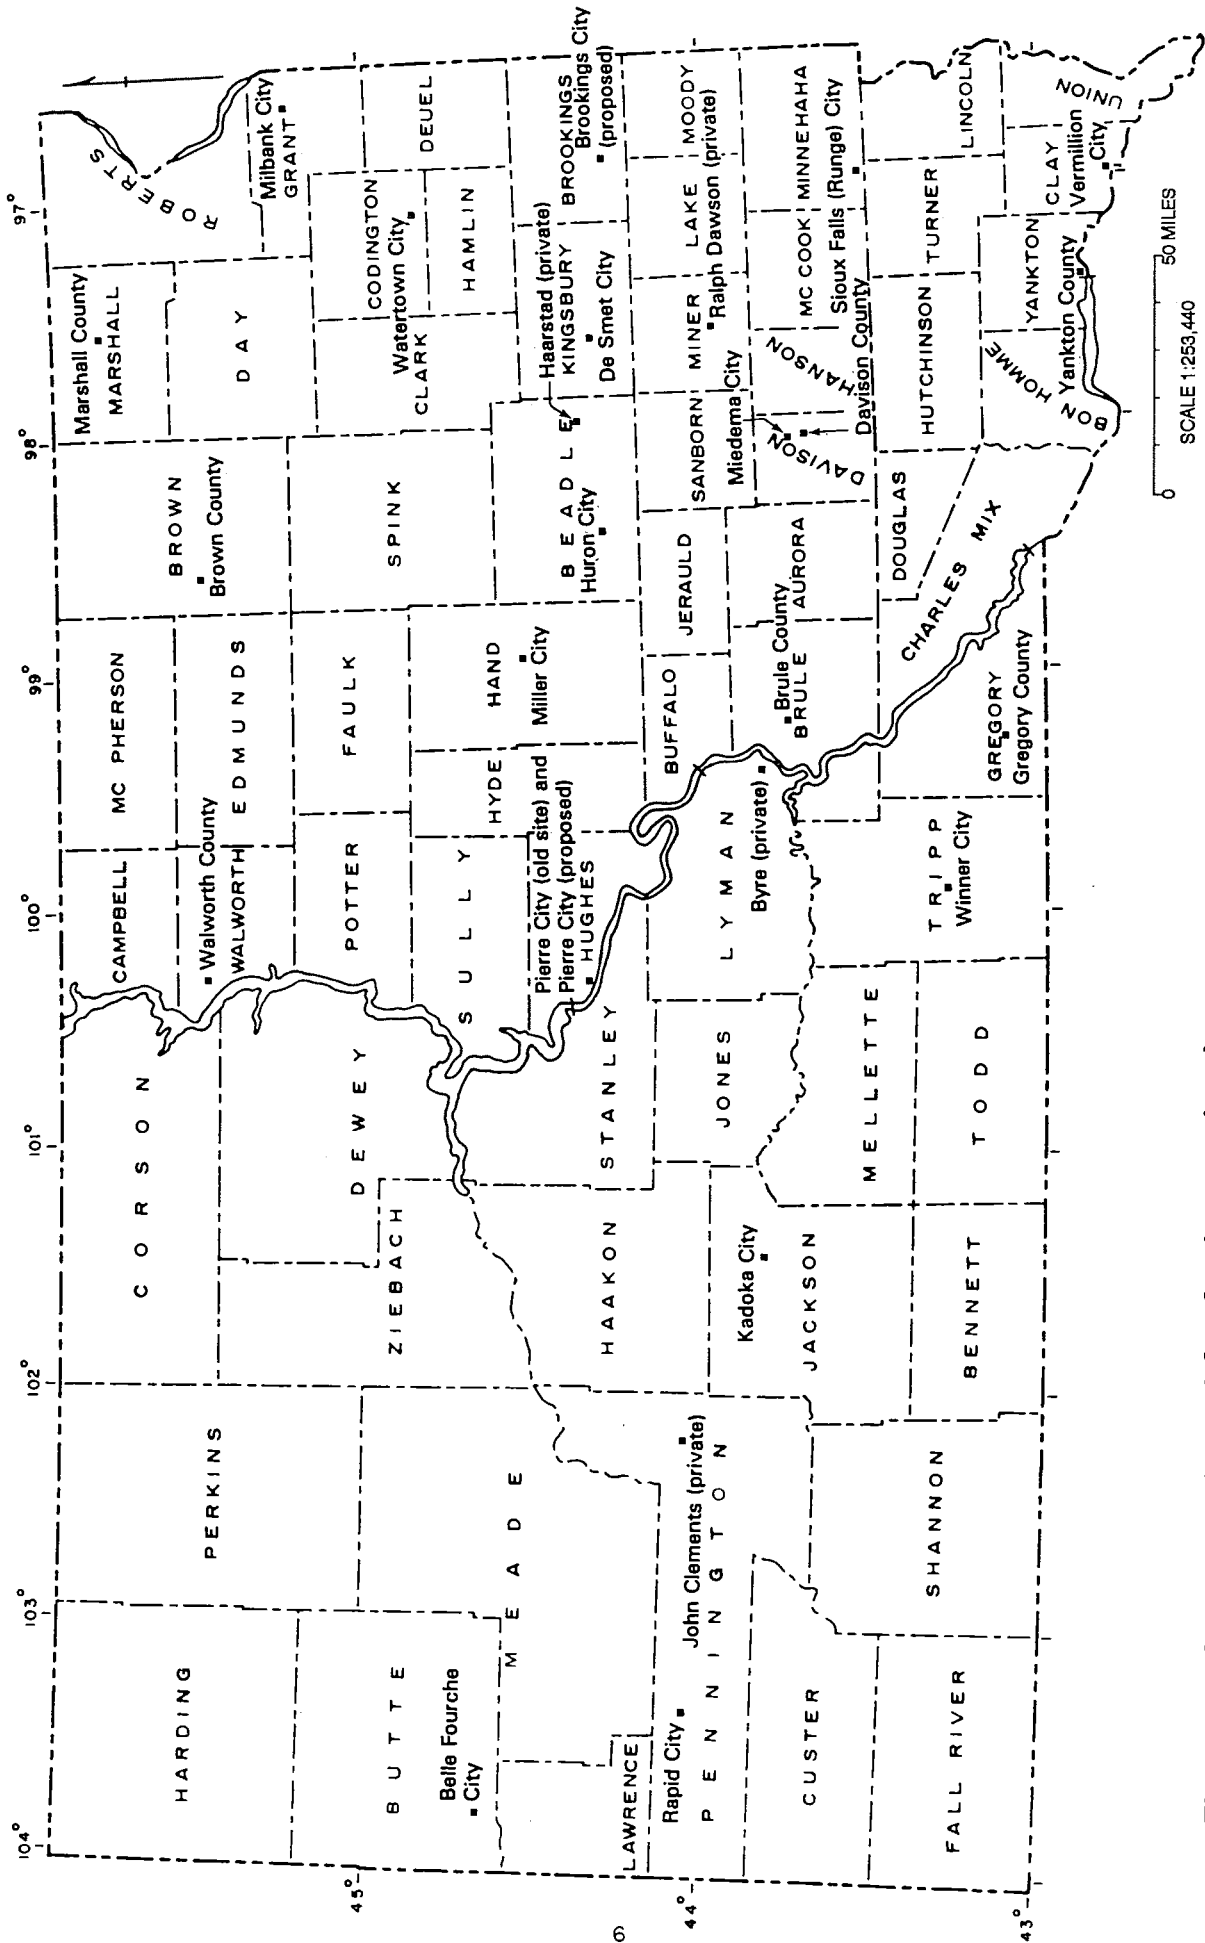 104°
103°
102°
101°
100°
99°
98°
97°
45°
44°
43°
HARDING
PERKINS
CORSON
CAMPBELL
MC PHERSON
BROWN
Brown County
Marshall County
MARSHALL
ROBERTS
Walworth County
WALWORTH
EDMUNDS
DAY
Milbank City
GRANT
BUTTE
Belle Fourche
City
MEADE
ZIEBACH
DEWEY
POTTER
FAULK
SPINK
CLARK
CODINGTON
Watertown City
DEUEL
HAMLIN
SULLY
HYDE
HAND
Miller City
BEADLE
Huron City
Haarstad (private)
KINGSBURY
De Smet City
BROOKINGS
Brookings City
(proposed)
Pierre City (old site) and
Pierre City (proposed)
HUGHES
LAWRENCE
HAAKON
STANLEY
Rapid City
PENNINGTON
John Clements (private)
Kadoka City
JACKSON
JONES
LYMAN
Byre (private)
BUFFALO
JERAULD
SANBORN
MINER
LAKE
MOODY
Ralph Dawson (private)
Miedema City
Brule County
BRULE
AURORA
DAVISON
Davison County
HANSON
MC COOK
MINNEHAHA
Sioux Falls (Runge) City
CUSTER
MELLETTE
DOUGLAS
HUTCHINSON
TURNER
LINCOLN
FALL RIVER
SHANNON
BENNETT
TODD
TRIPP
Winner City
GREGORY
Gregory County
CHARLES MIX
BON HOMME
YANKTON
Yankton County
CLAY
Vermillion
City
UNION
0
50 MILES
SCALE 1:253,440
6